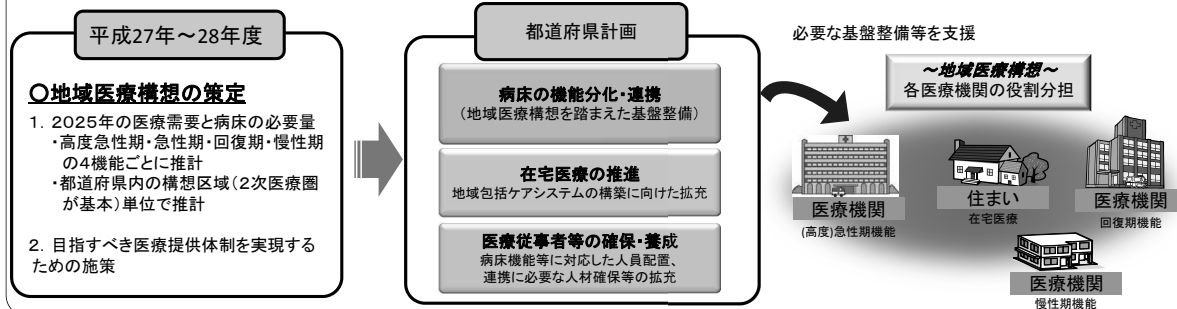 平成27年～28年度
〇地域医療構想の策定
1．2025年の医療需要と病床の必要量
・高度急性期・急性期・回復期・慢性期
の4機能ごとに推計
・都道府県内の構想区域（2次医療圏
が基本）単位で推計
2．目指すべき医療提供体制を実現する
ための施策
都道府県計画
病床の機能分化・連携
（地域医療構想を踏まえた基盤整備）
在宅医療の推進
地域包括ケアシステムの構築に向けた拡充
医療従事者等の確保・養成
病床機能等に対応した人員配置、
連携に必要な人材確保等の拡充
必要な基盤整備等を支援
～地域医療構想～
各医療機関の役割分担
医療機関
(高度)急性期機能
住まい
在宅医療
医療機関
回復期機能
医療機関
慢性期機能